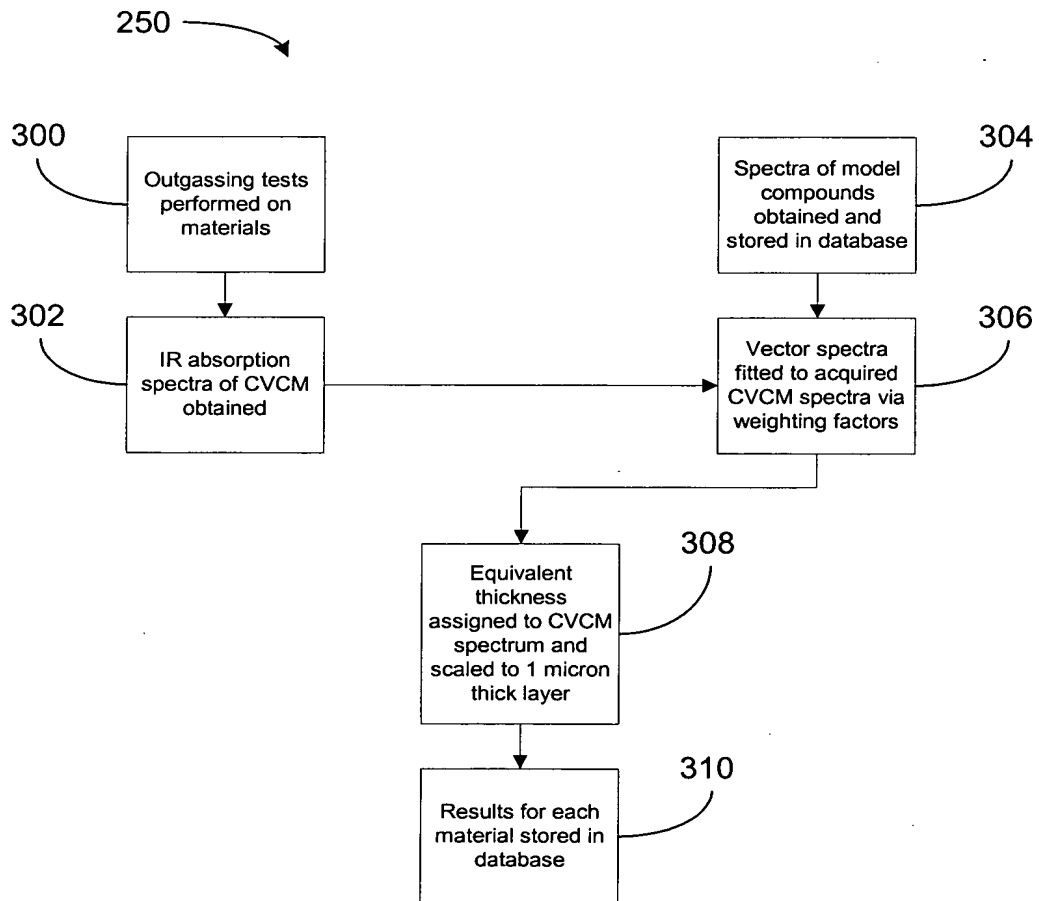 250
300
Outgassing tests
performed on
materials
304
Spectra of model
compounds
obtained and
stored in database
302
IR absorption
spectra of CVCM
obtained
306
Vector spectra
fitted to acquired
CVCM spectra via
weighting factors
308
Equivalent
thickness
assigned to CVCM
spectrum and
scaled to 1 micron
thick layer
310
Results for each
material stored in
database